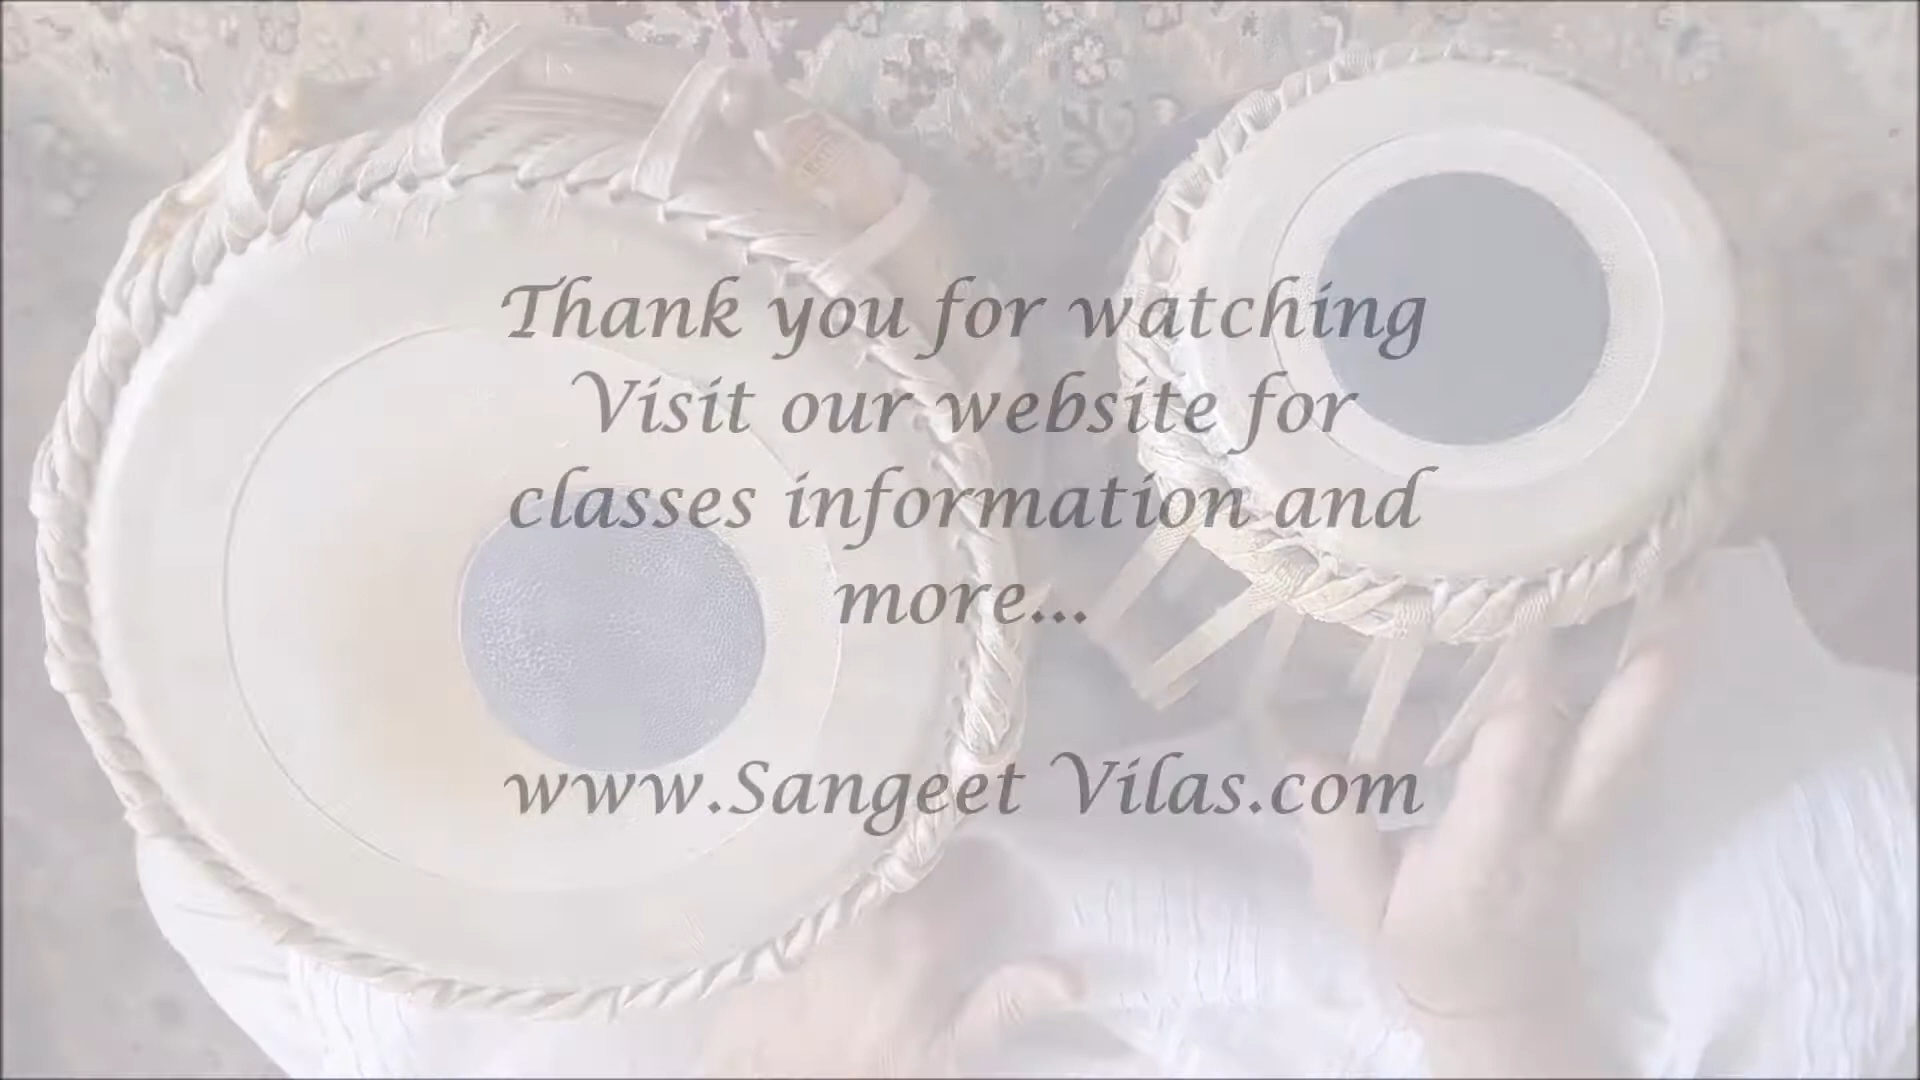 Thank you for watching
Visit our website for
classes information and
more...
www.Sangeet Vilas.com